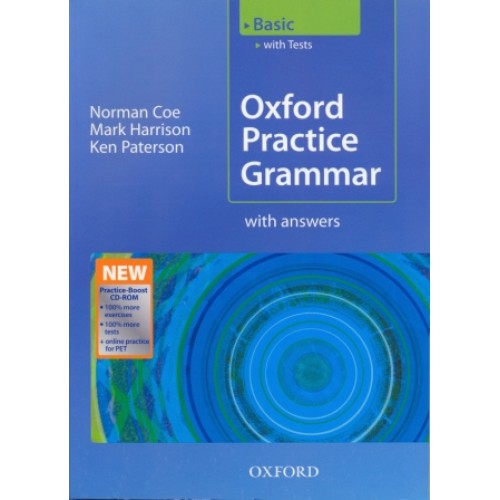 ▸ Basic
▸ with Tests
Norman Coe
Mark Harrison
Ken Paterson
Oxford
Practice
Grammar
with answers
NEW
Practice-Boost
CD-ROM
• 100% more
exercises
• 100% more
tests
+ online practice
for PET
OXFORD